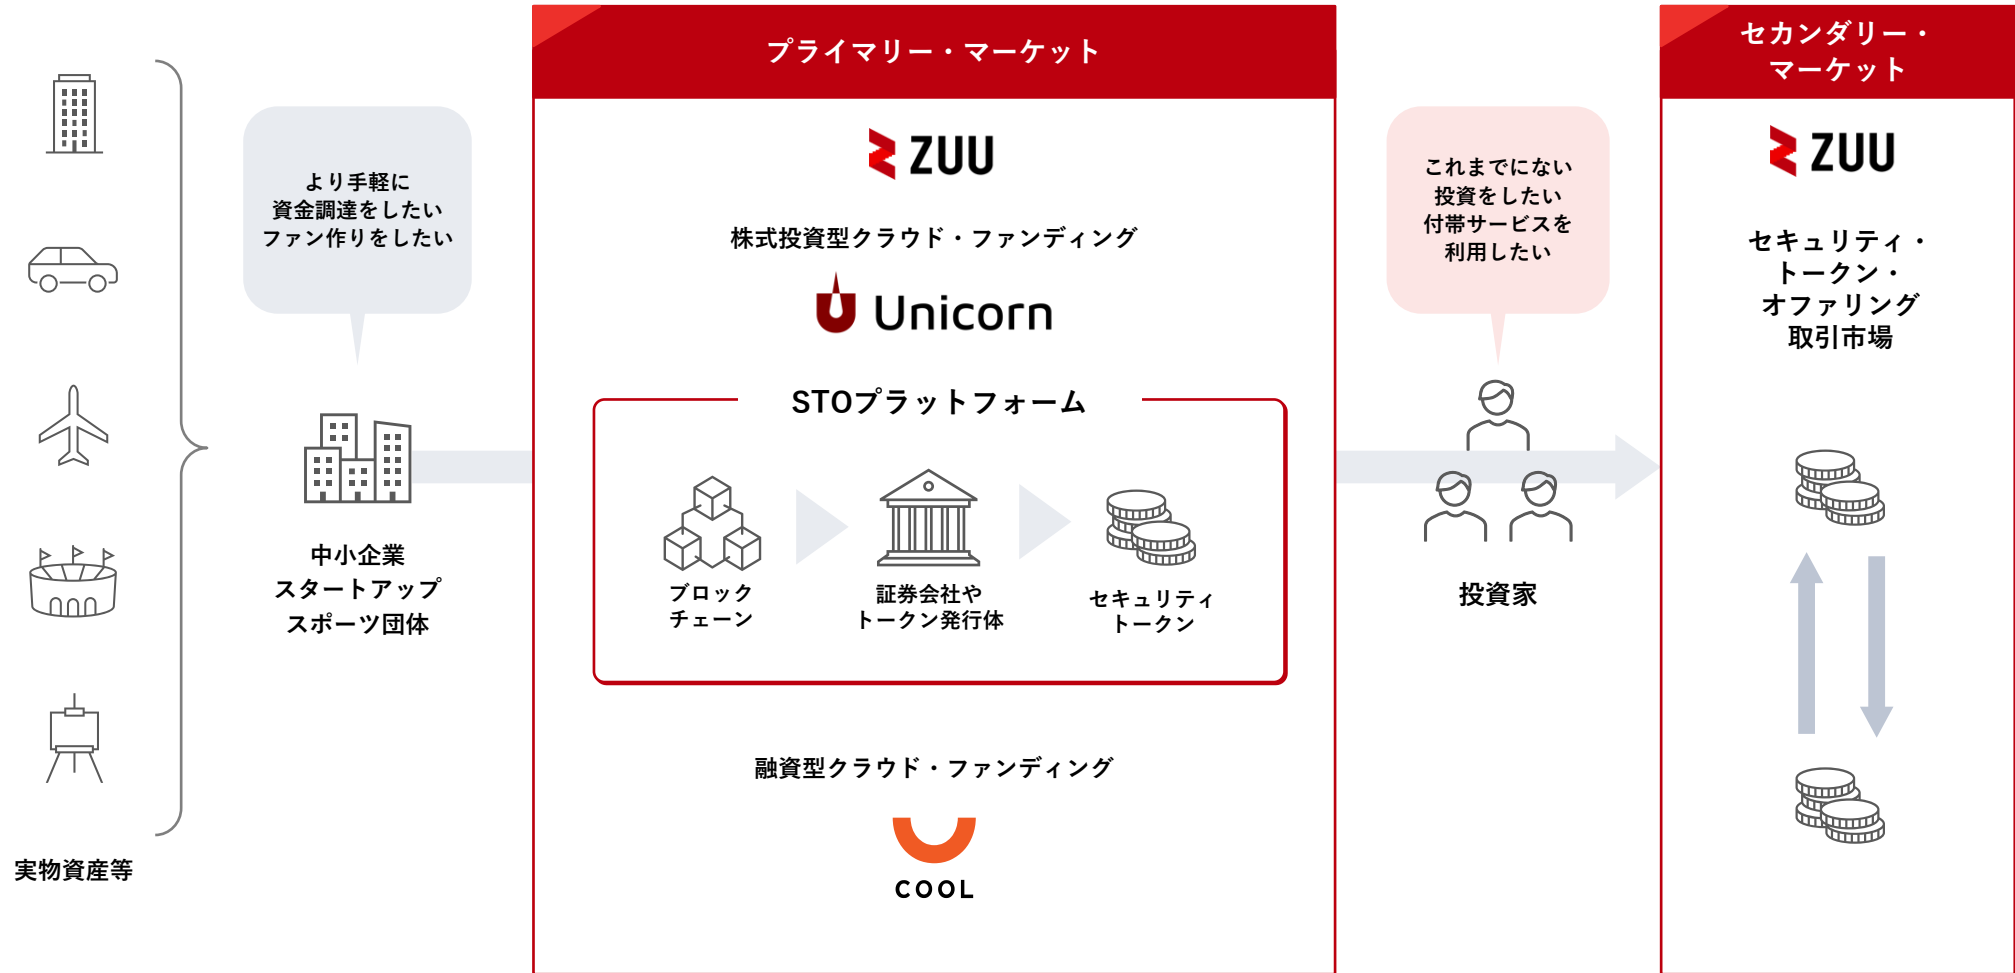 実物資産等
より手軽に
資金調達をしたい
ファン作りをしたい
中小企業
スタートアップ
スポーツ団体
プライマリー・マーケット
ZUU
株式投資型クラウド・ファンディング
Unicorn
STOプラットフォーム
ブロック
チェーン
証券会社や
トークン発行体
セキュリティ
トークン
融資型クラウド・ファンディング
COOL
これまでにない
投資をしたい
付帯サービスを
利用したい
投資家
セカンダリー・
マーケット
ZUU
セキュリティ・
トークン・
オファリング
取引市場